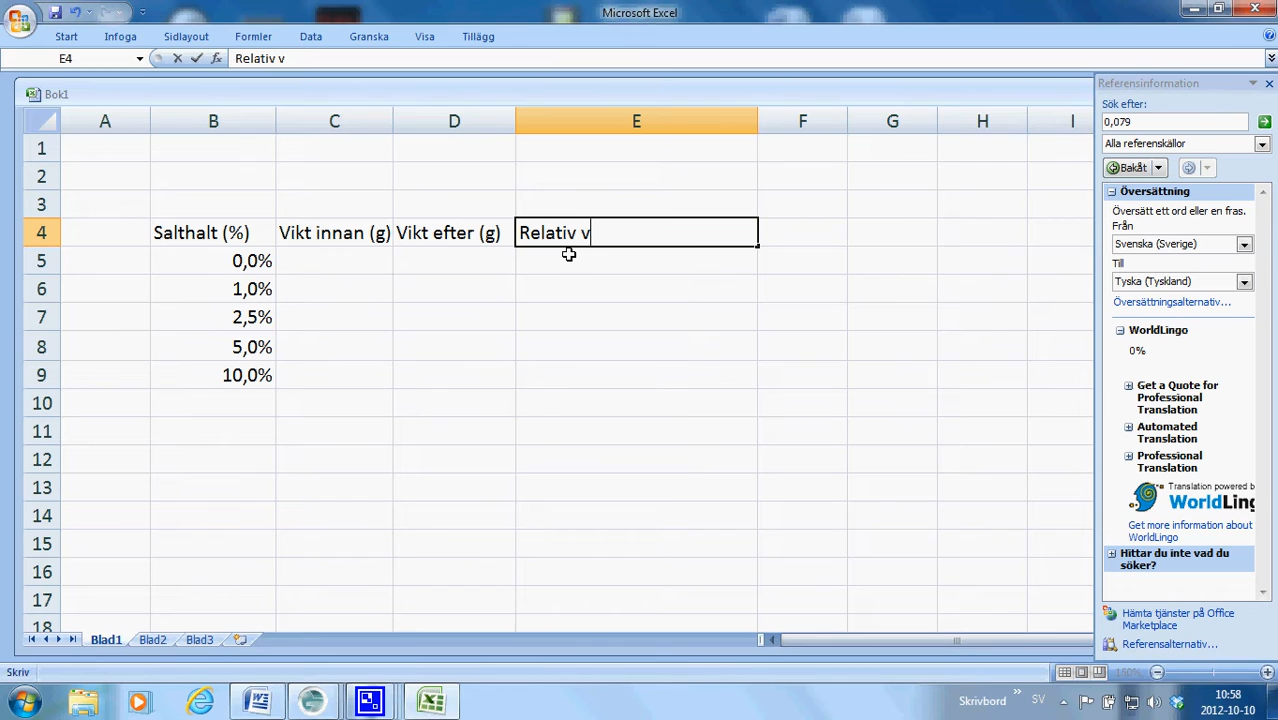 Microsoft Excel
Start Infoga Sidlayout Formler Data Granska Visa Tillägg
E4 fx Relativ v
Bok1
A B C D E F G H I
1
2
3
4 Salthalt (%) Vikt innan (g) Vikt efter (g) Relativ v
5 0,0%
6 1,0%
7 2,5%
8 5,0%
9 10,0%
10
11
12
13
14
15
16
17
18
Blad1 Blad2 Blad3
Skriv 150%
Referensinformation
Sök efter:
0,079
Alla referenskällor
Bakåt
Översättning
Översätt ett ord eller en fras.
Från
Svenska (Sverige)
Till
Tyska (Tyskland)
Översättningsalternativ...
WorldLingo
0%
Get a Quote for
Professional
Translation
Automated
Translation
Professional
Translation
Translation powered b
WorldLing
Get more information about
WorldLingo
Hittar du inte vad du
söker?
Hämta tjänster på Office
Marketplace
Referensalternativ...
Skrivbord » SV 10:58
2012-10-10